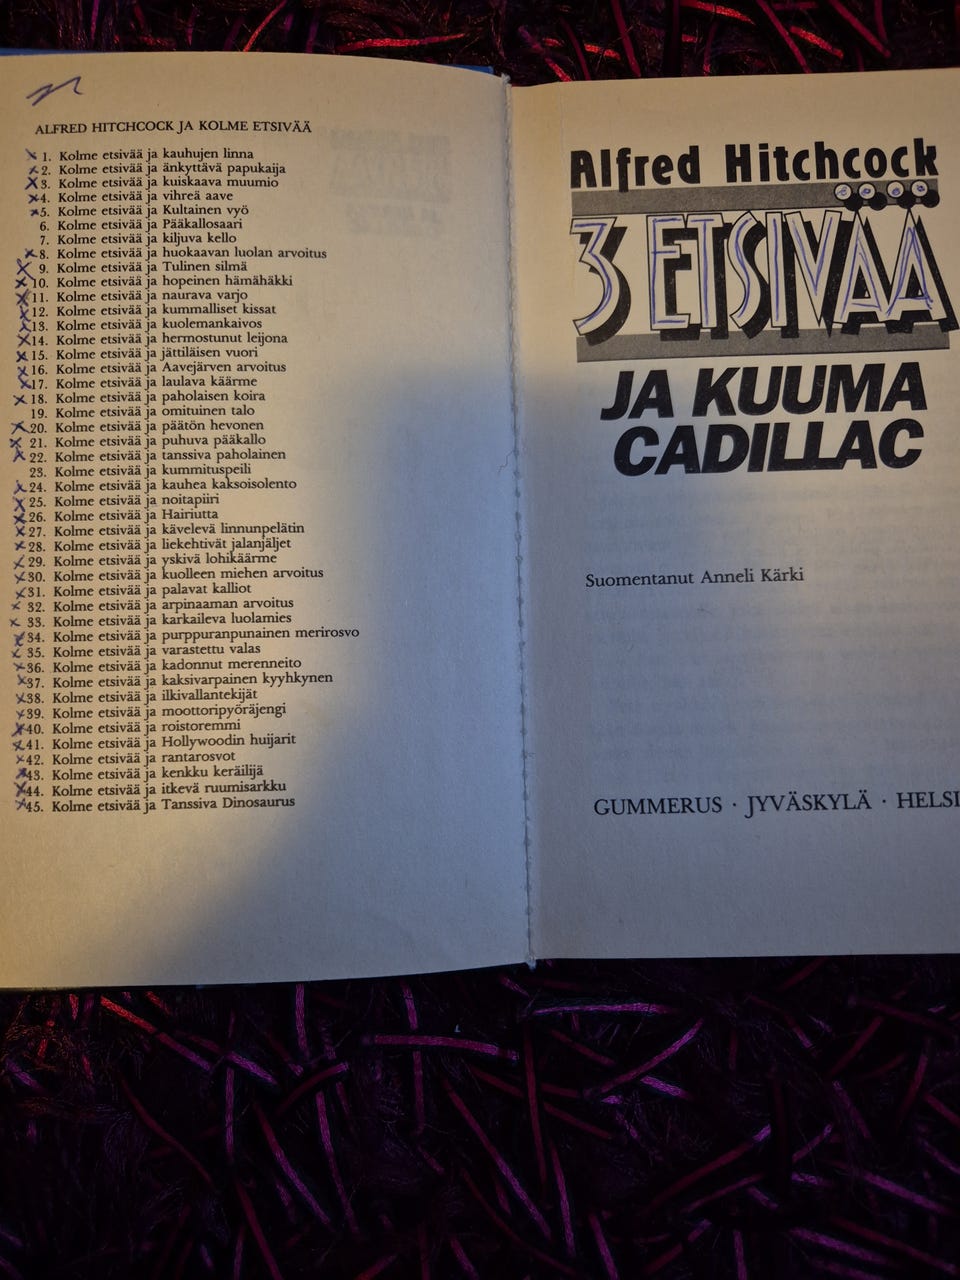 ALFRED HITCHCOCK JA KOLME ETSIVÄÄ
1. Kolme etsivää ja kauhujen linna
2. Kolme etsivää ja änkyttävä papukaija
3. Kolme etsivää ja kuiskaava muumio
4. Kolme etsivää ja vihreä aave
5. Kolme etsivää ja Kultainen vyö
6. Kolme etsivää ja Pääkallosaari
7. Kolme etsivää ja kiljuva kello
8. Kolme etsivää ja huokaavan luolan arvoitus
9. Kolme etsivää ja Tulinen silmä
10. Kolme etsivää ja hopeinen hämähäkki
11. Kolme etsivää ja naurava varjo
12. Kolme etsivää ja kummalliset kissat
13. Kolme etsivää ja kuolemankaivos
14. Kolme etsivää ja hermostunut leijona
15. Kolme etsivää ja jättiläisen vuori
16. Kolme etsivää ja Aavejärven arvoitus
17. Kolme etsivää ja laulava käärme
18. Kolme etsivää ja paholaisen koira
19. Kolme etsivää ja omituinen talo
20. Kolme etsivää ja päätön hevonen
21. Kolme etsivää ja puhuva pääkallo
22. Kolme etsivää ja tanssiva paholainen
23. Kolme etsivää ja kummituspeili
24. Kolme etsivää ja kauhea kaksoisolento
25. Kolme etsivää ja noitapiiri
26. Kolme etsivää ja Hairiutta
27. Kolme etsivää ja kävelevä linnunpelätin
28. Kolme etsivää ja liekehtivät jalanjäljet
29. Kolme etsivää ja yskivä lohikäärme
30. Kolme etsivää ja kuolleen miehen arvoitus
31. Kolme etsivää ja palavat kalliot
32. Kolme etsivää ja arpinaaman arvoitus
33. Kolme etsivää ja karkaileva luolamies
34. Kolme etsivää ja purppuranpunainen merirosvo
35. Kolme etsivää ja varastettu valas
36. Kolme etsivää ja kadonnut merenneito
37. Kolme etsivää ja kaksivarpainen kyyhkynen
38. Kolme etsivää ja ilkivallantekijät
39. Kolme etsivää ja moottoripyöräjengi
40. Kolme etsivää ja roistoremmi
41. Kolme etsivää ja Hollywoodin huijarit
42. Kolme etsivää ja rantarosvot
43. Kolme etsivää ja kenkku keräilijä
44. Kolme etsivää ja itkevä ruumisarkku
45. Kolme etsivää ja Tanssiva Dinosaurus
Alfred Hitchcock
3 ETSIVÄÄ
JA KUUMA
CADILLAC
Suomentanut Anneli Kärki
GUMMERUS · JYVÄSKYLÄ · HELSI